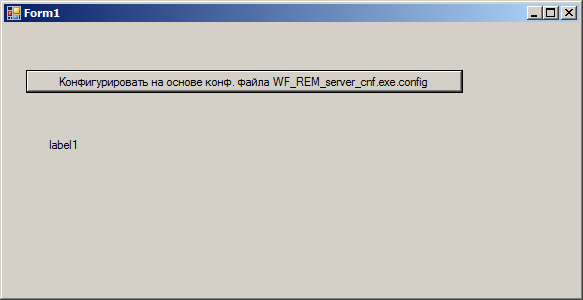 Form1
Конфигурировать на основе конф. файла WF_REM_server_cnf.exe.config
label1